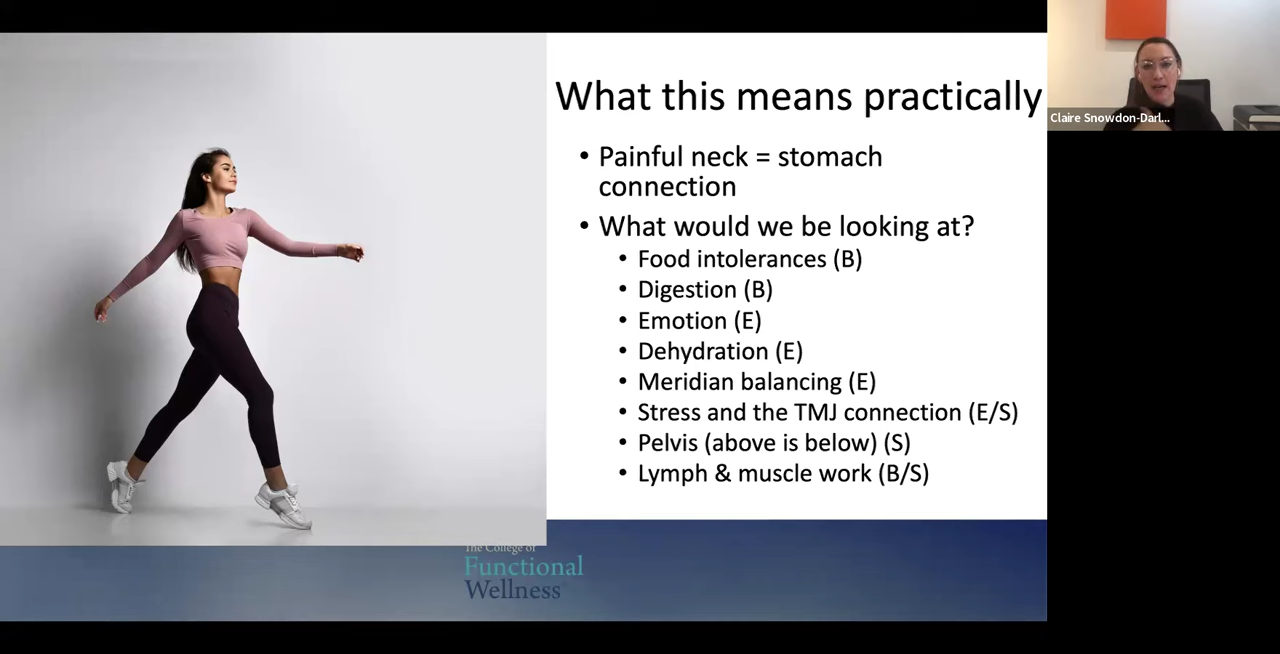 What this means practically
• Painful neck = stomach
connection
• What would we be looking at?
• Food intolerances (B)
• Digestion (B)
• Emotion (E)
• Dehydration (E)
• Meridian balancing (E)
• Stress and the TMJ connection (E/S)
• Pelvis (above is below) (S)
• Lymph & muscle work (B/S)
The College of
Functional
Wellness
Claire Snowdon-Darl...